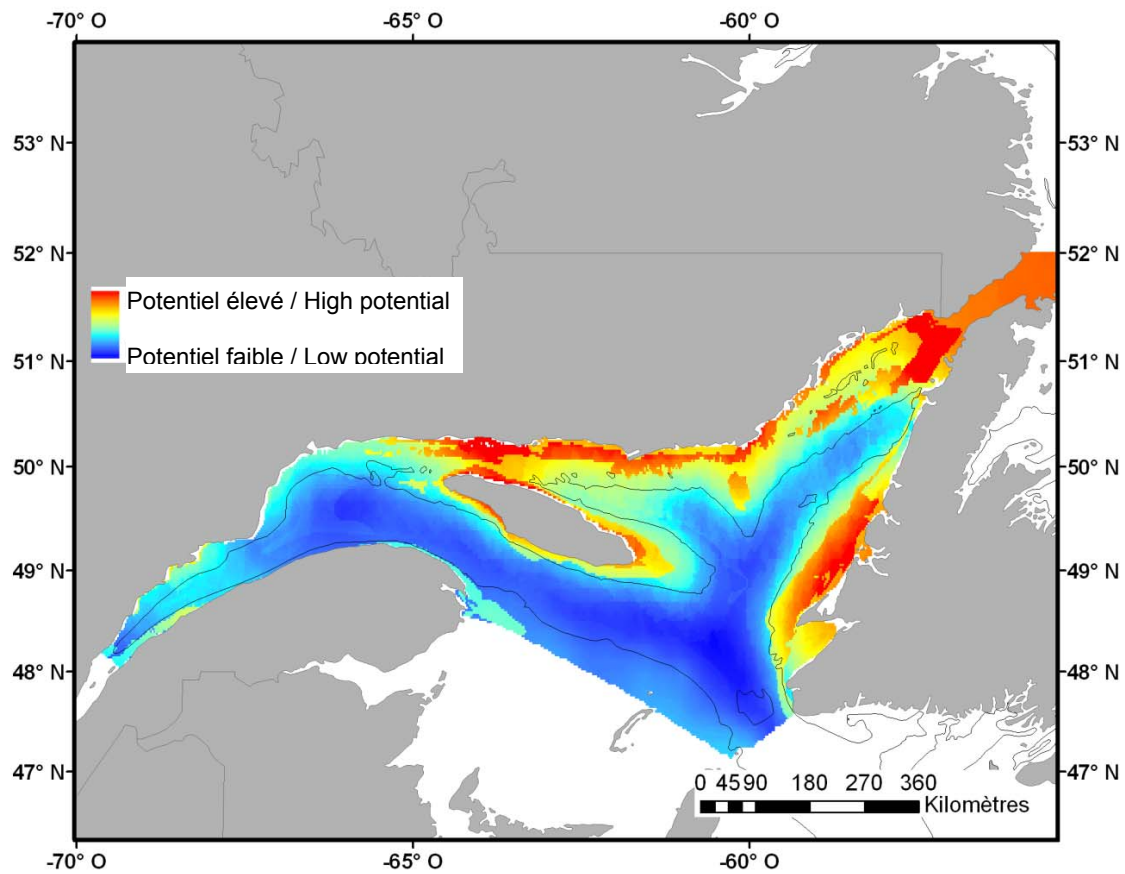 -70° O -65° O -60° O
53° N 53° N
52° N 52° N
Potentiel élevé / High potential
Potentiel faible / Low potential
51° N 51° N
50° N 50° N
49° N 49° N
48° N 48° N
47° N 47° N
0 45 90 180 270 360
Kilomètres
-70° O -65° O -60° O